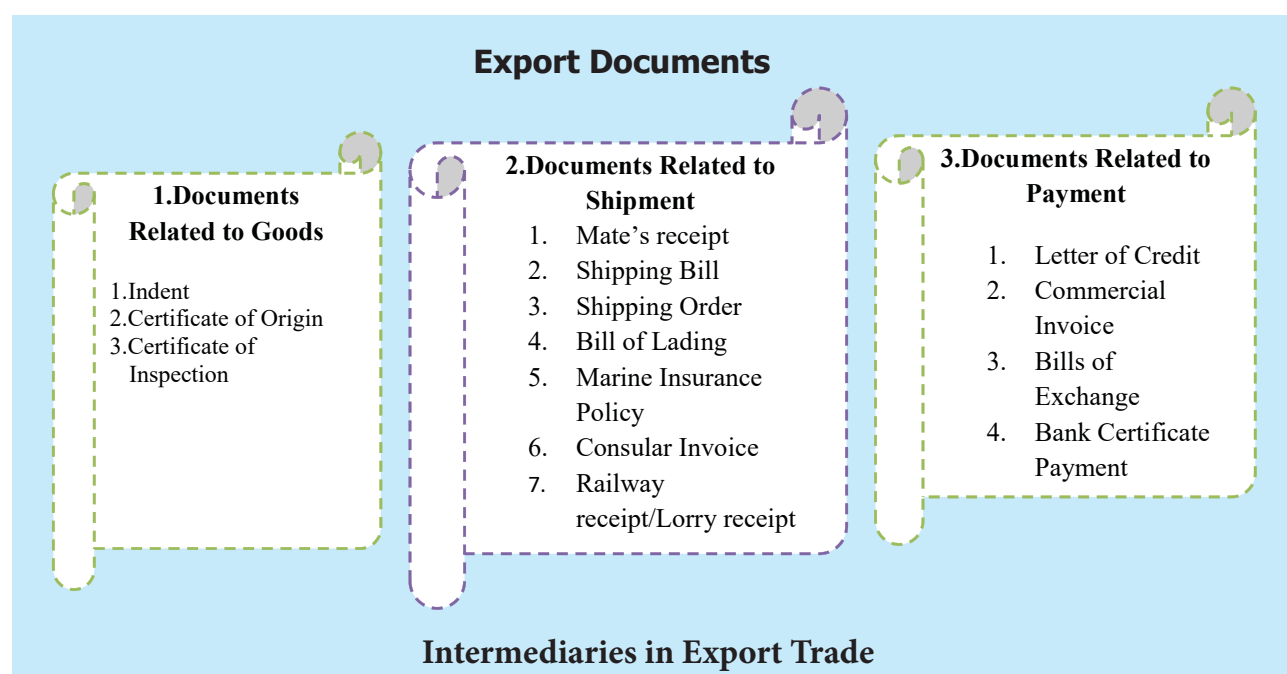 Export Documents
1.Documents
Related to Goods
1.Indent
2.Certificate of Origin
3.Certificate of
Inspection
2.Documents Related to
Shipment
1. Mate’s receipt
2. Shipping Bill
3. Shipping Order
4. Bill of Lading
5. Marine Insurance
Policy
6. Consular Invoice
7. Railway
receipt/Lorry receipt
3.Documents Related to
Payment
1. Letter of Credit
2. Commercial
Invoice
3. Bills of
Exchange
4. Bank Certificate
Payment
Intermediaries in Export Trade